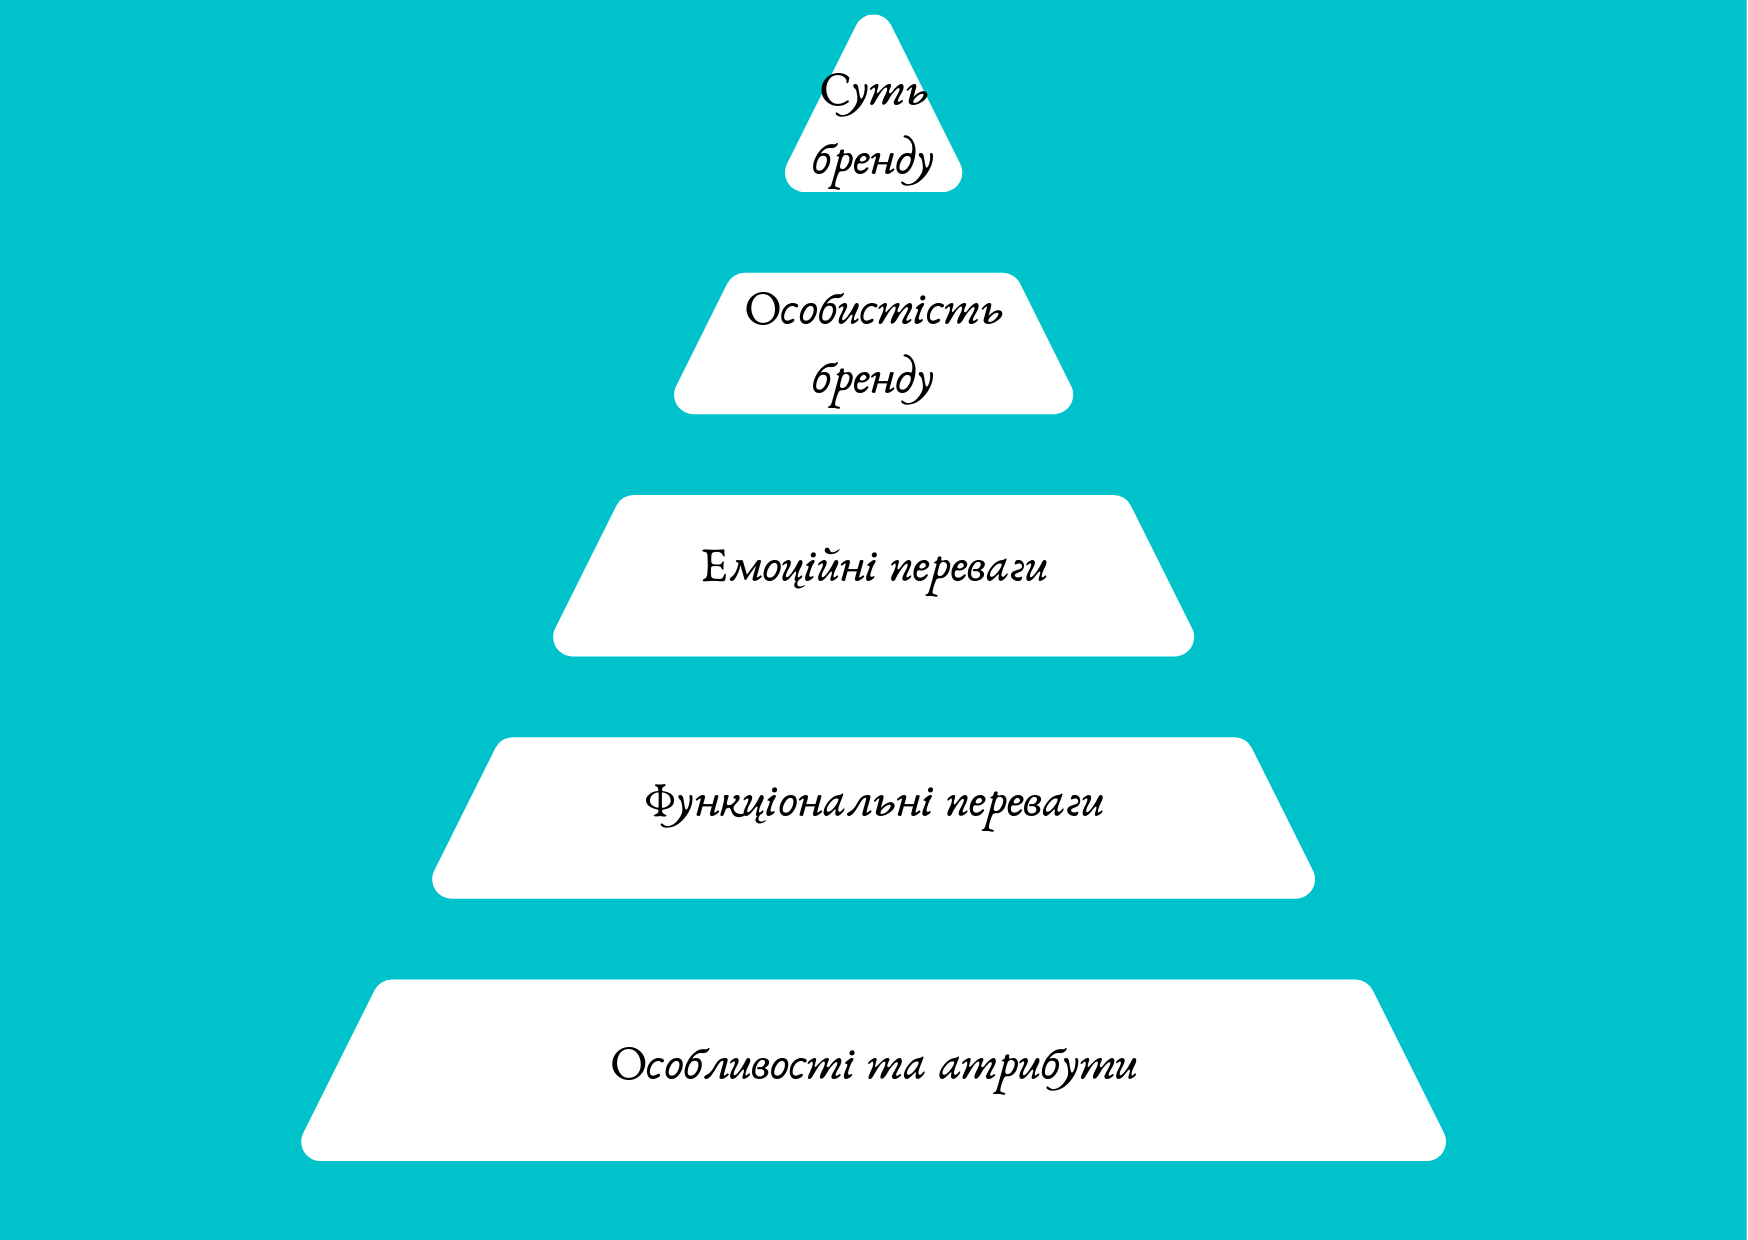 Суть
бренду
Особистість
бренду
Емоційні переваги
Функціональні переваги
Особливості та атрибути